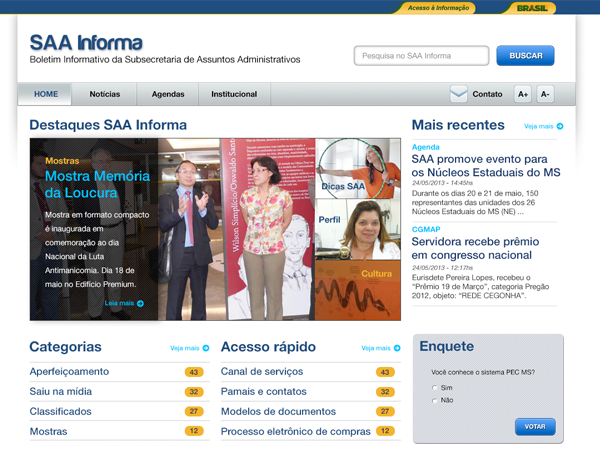 Acesso à Informação
BRASIL
SAA Informa
Boletim Informativo da Subsecretaria de Assuntos Administrativos
Pesquisa no SAA Informa
BUSCAR
HOME
Notícias
Agendas
Institucional
Contato
A+
A-
Destaques SAA Informa
Mostras
Mostra Memória
da Loucura
Mostra em formato compacto
é inaugurada em
comemoração ao dia
Nacional da Luta
Antimanicomia. Dia 18 de
maio no Edifício Premium.
Leia mais
Wilson Simplício/Oswaldo Sant
Dicas SAA
Perfil
Cultura
Mais recentes
Veja mais
Agenda
SAA promove evento para
os Núcleos Estaduais do MS
24/05/2013 - 14:45hs
Durante os dias 20 e 21 de maio, 150
representantes das unidades dos 26
Núcleos Estaduais do MS (NE) ...
CGMAP
Servidora recebe prêmio
em congresso nacional
24/05/2013 - 12:17hs
Eurisdete Pereira Lopes, recebeu o
“Prêmio 19 de Março”, categoria Pregão
2012, objeto: “REDE CEGONHA”.
Categorias
Veja mais
Aperfeiçoamento 43
Saiu na mídia 32
Classificados 27
Mostras 12
Acesso rápido
Veja mais
Canal de serviços 43
Pamais e contatos 32
Modelos de documentos 27
Processo eletrônico de compras 12
Enquete
Você conhece o sistema PEC MS?
Sim
Não
VOTAR